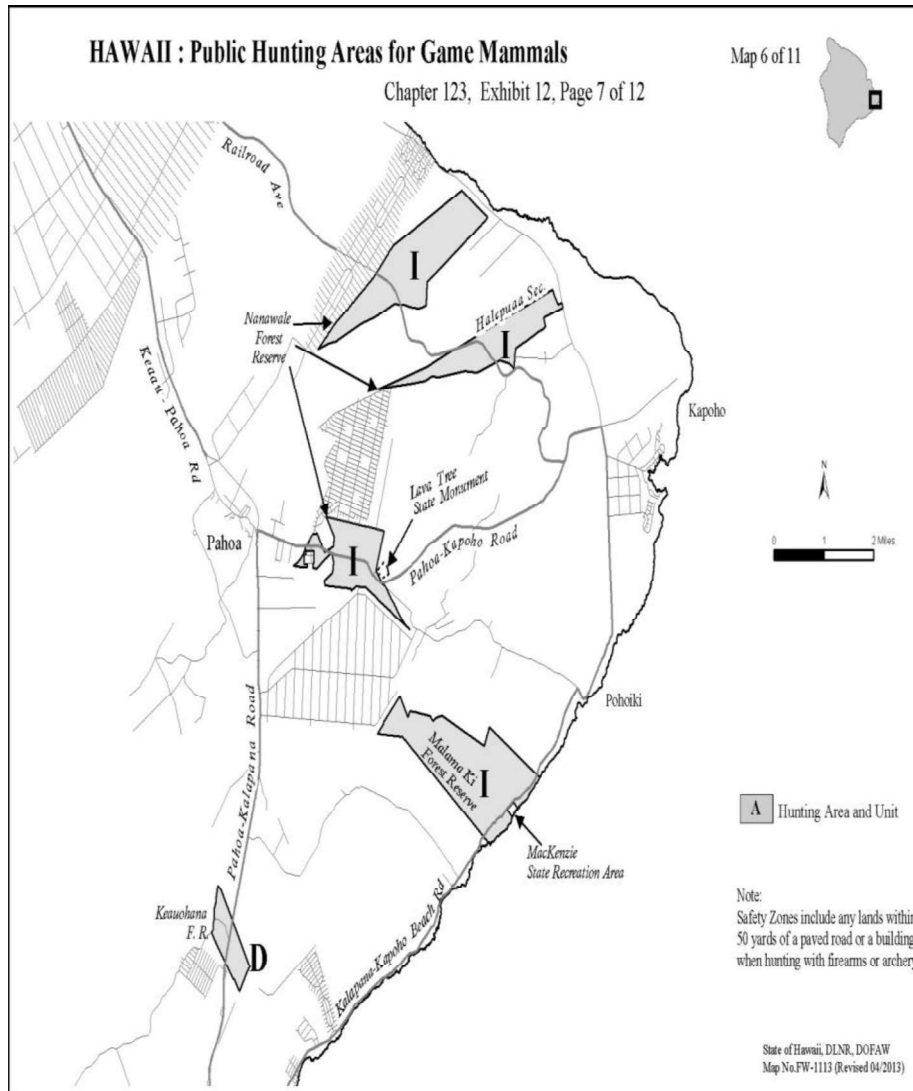 HAWAII : Public Hunting Areas for Game Mammals
Chapter 123, Exhibit 12, Page 7 of 12
Map 6 of 11
Railroad Ave
I
Halepuaa Sec.
I
Nanawale
Forest
Reserve
Keaau - Pahoa Rd
Kapoho
N
0 1 2 Miles
Lava Tree
State Monument
Pahoa
I
Pahoa-Kapoho Road
Pohoiki
Malama Ki
Forest Reserve
I
Pahoa-Kalapana Road
A Hunting Area and Unit
MacKenzie
State Recreation Area
Keauohana
F. R.
D
Kalapana-Kapoho Beach Rd
Note:
Safety Zones include any lands within
50 yards of a paved road or a building
when hunting with firearms or archery
State of Hawaii, DLNR, DOFAW
Map No.FW-1113 (Revised 04/2013)